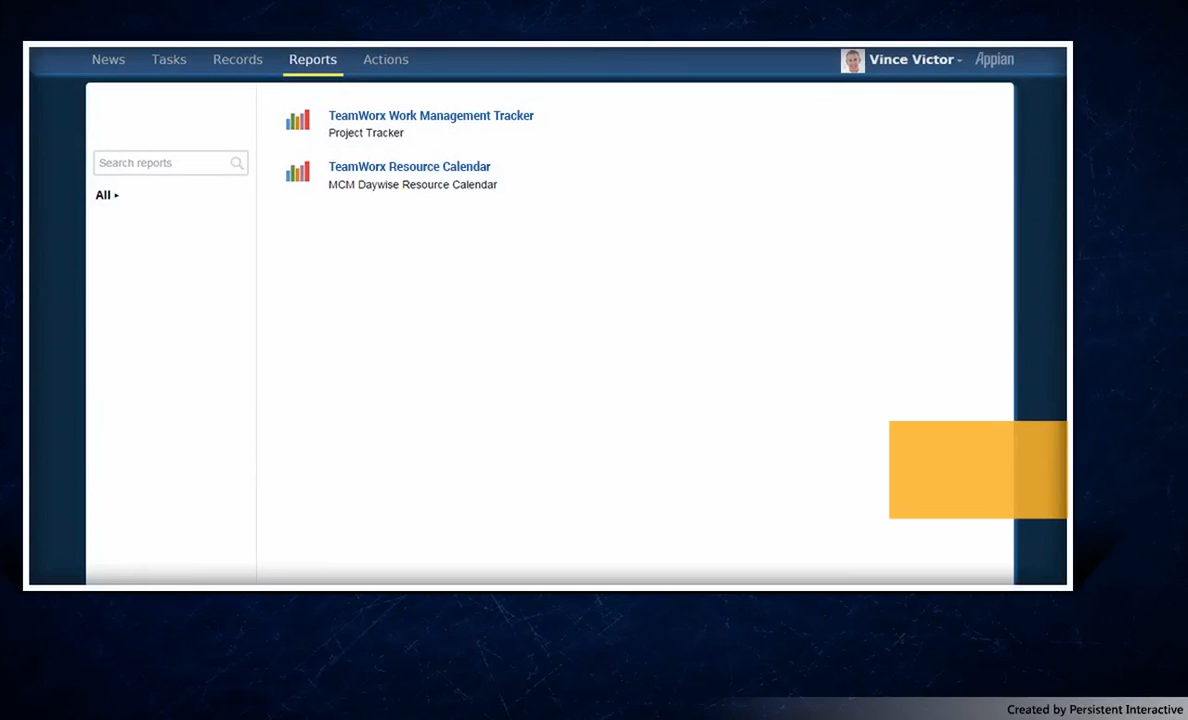 News Tasks Records Reports Actions Vince Victor Appian
TeamWorx Work Management Tracker
Project Tracker
Search reports
TeamWorx Resource Calendar
MCM Daywise Resource Calendar
All
Created by Persistent Interactive